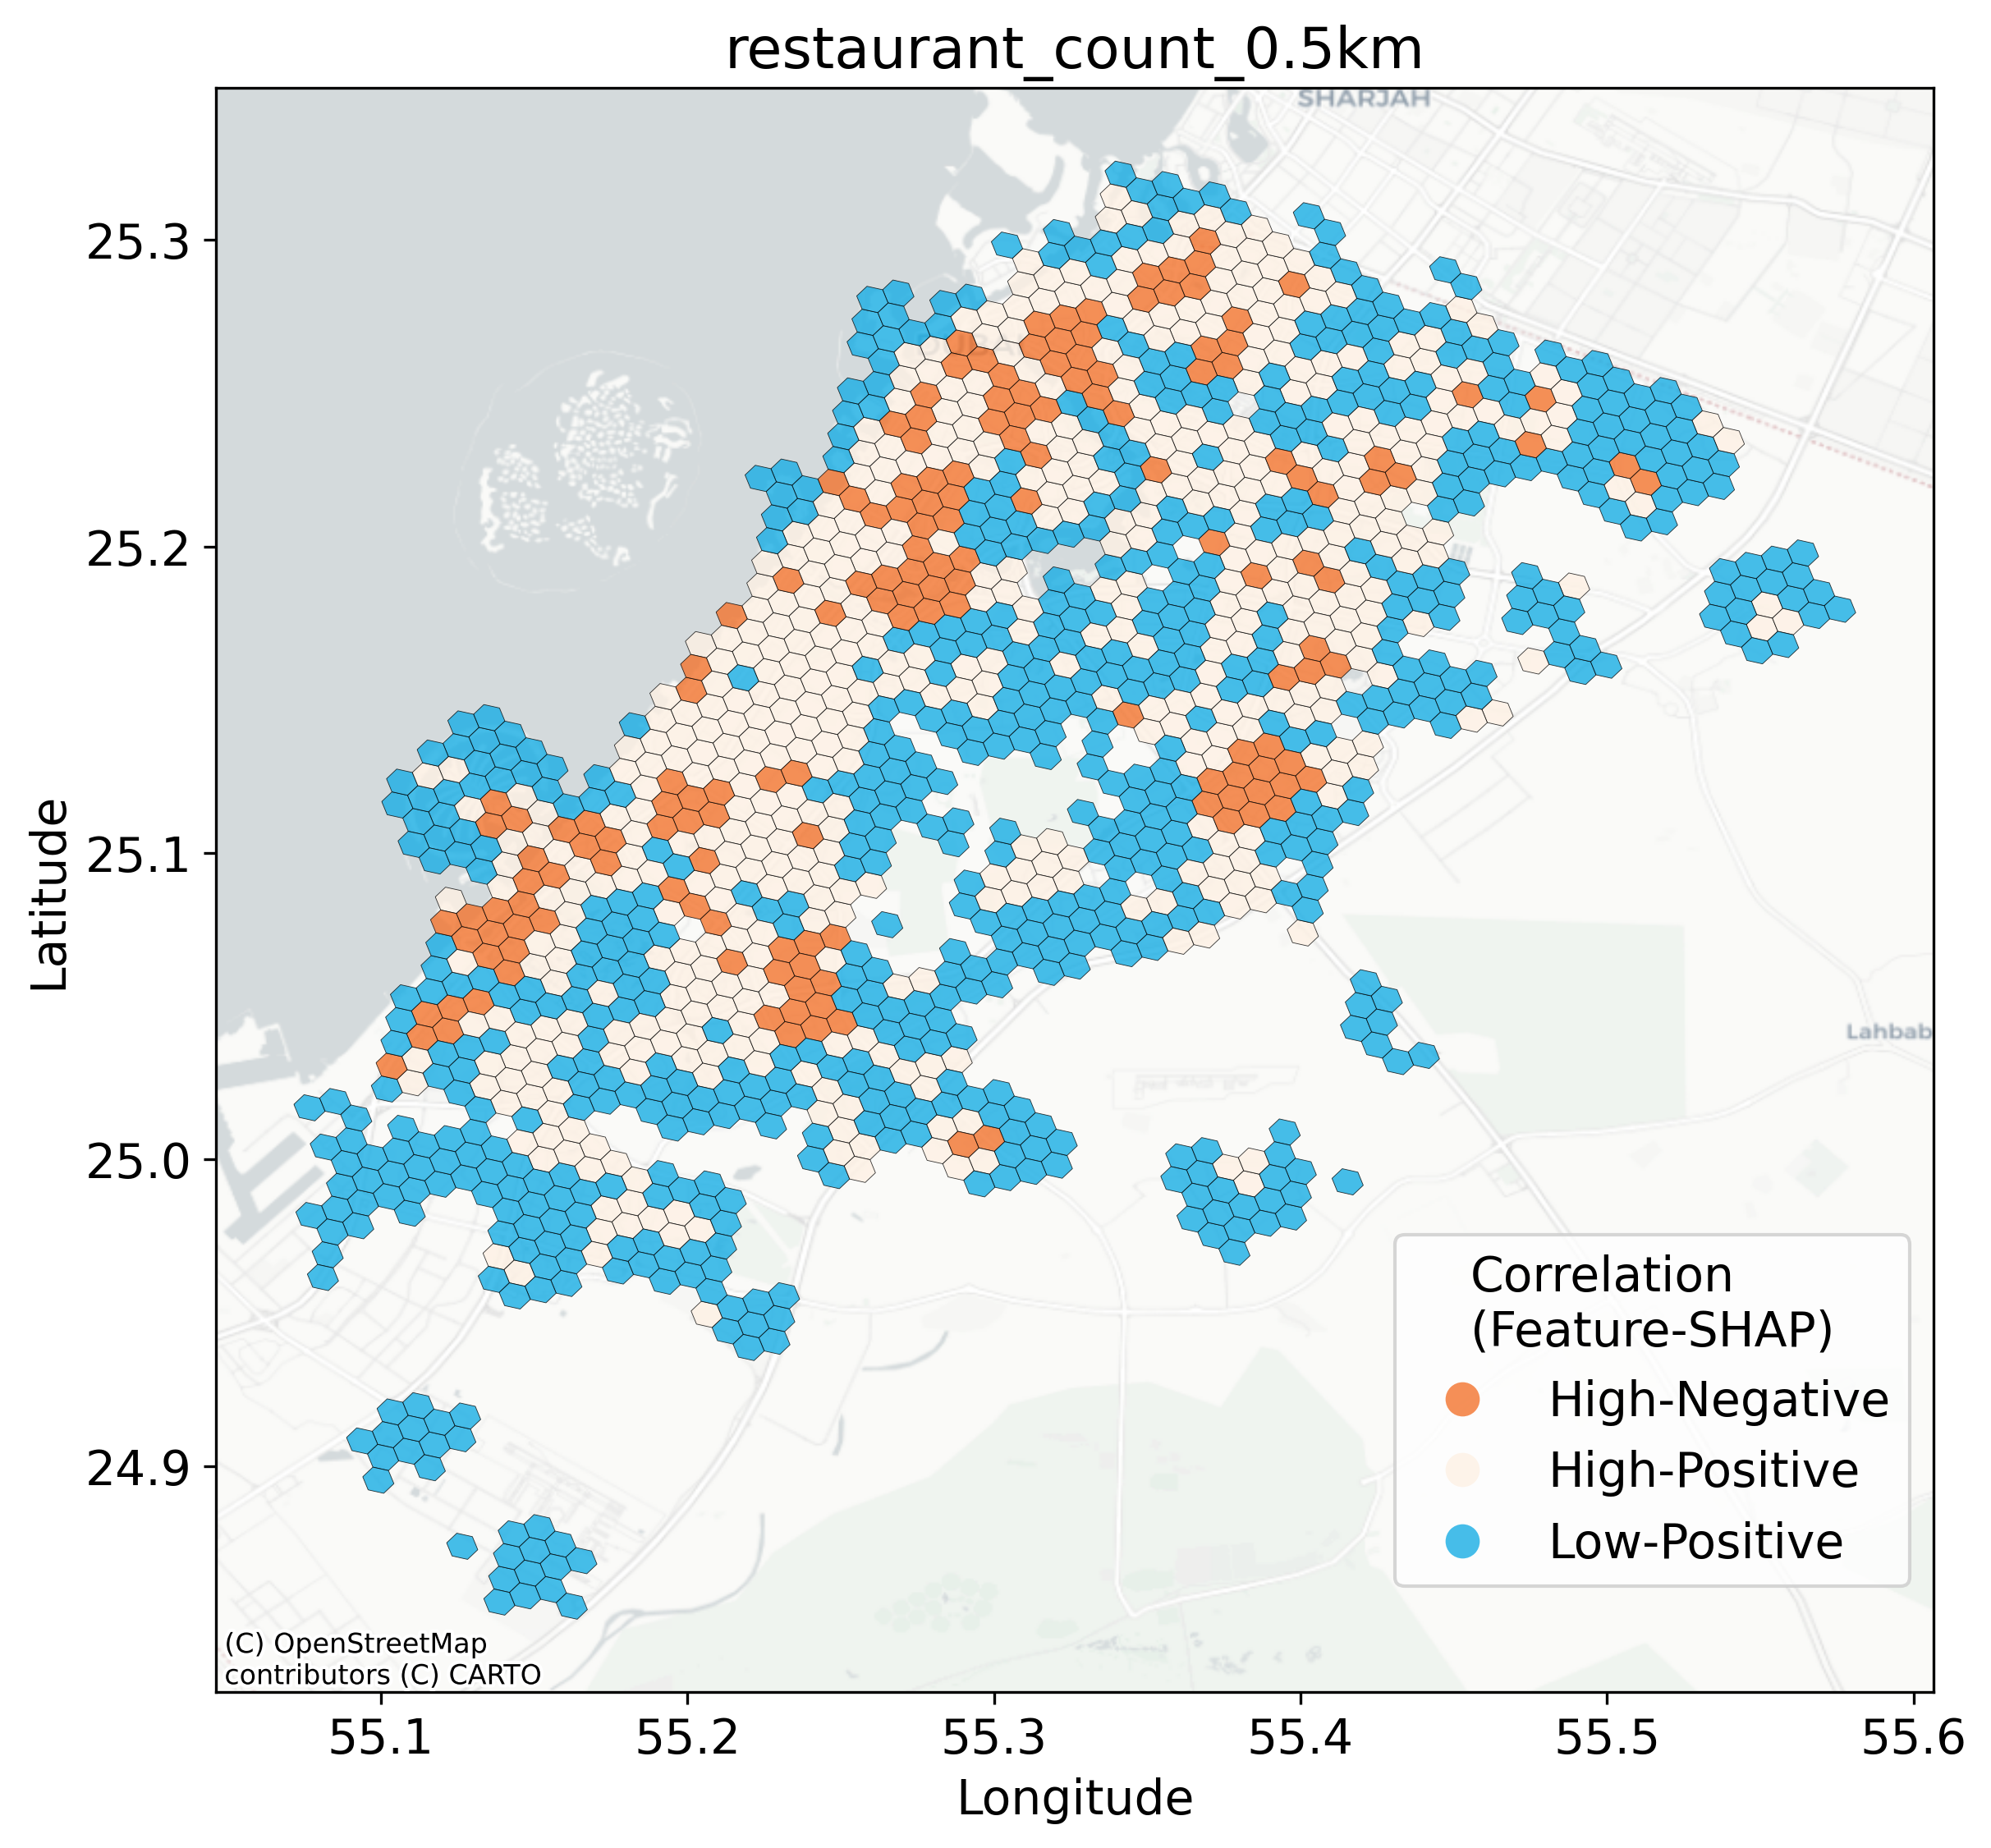 restaurant_count_0.5km
SHARJAH
DUBAI
Lahbab
Latitude
25.3
25.2
25.1
25.0
24.9
Correlation
(Feature-SHAP)
High-Negative
High-Positive
Low-Positive
(C) OpenStreetMap
contributors (C) CARTO
55.1
55.2
55.3
55.4
55.5
55.6
Longitude